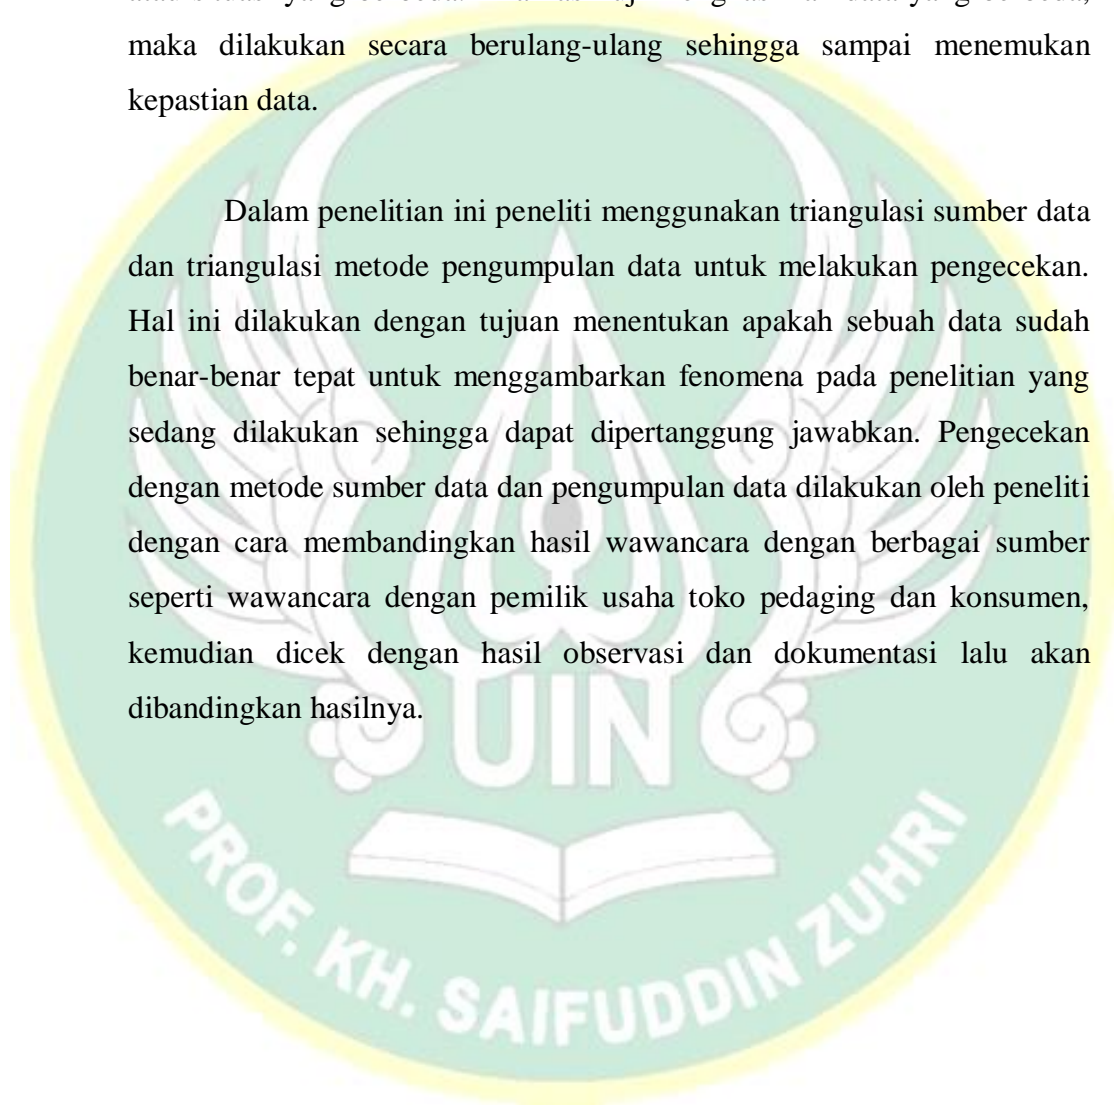 maka dilakukan secara berulang-ulang sehingga sampai menemukan
kepastian data.
Dalam penelitian ini peneliti menggunakan triangulasi sumber data
dan triangulasi metode pengumpulan data untuk melakukan pengecekan.
Hal ini dilakukan dengan tujuan menentukan apakah sebuah data sudah
benar-benar tepat untuk menggambarkan fenomena pada penelitian yang
sedang dilakukan sehingga dapat dipertanggung jawabkan. Pengecekan
dengan metode sumber data dan pengumpulan data dilakukan oleh peneliti
dengan cara membandingkan hasil wawancara dengan berbagai sumber
seperti wawancara dengan pemilik usaha toko pedaging dan konsumen,
kemudian dicek dengan hasil observasi dan dokumentasi lalu akan
dibandingkan hasilnya.
UIN
PROF. KH. SAIFUDDIN ZUHRI